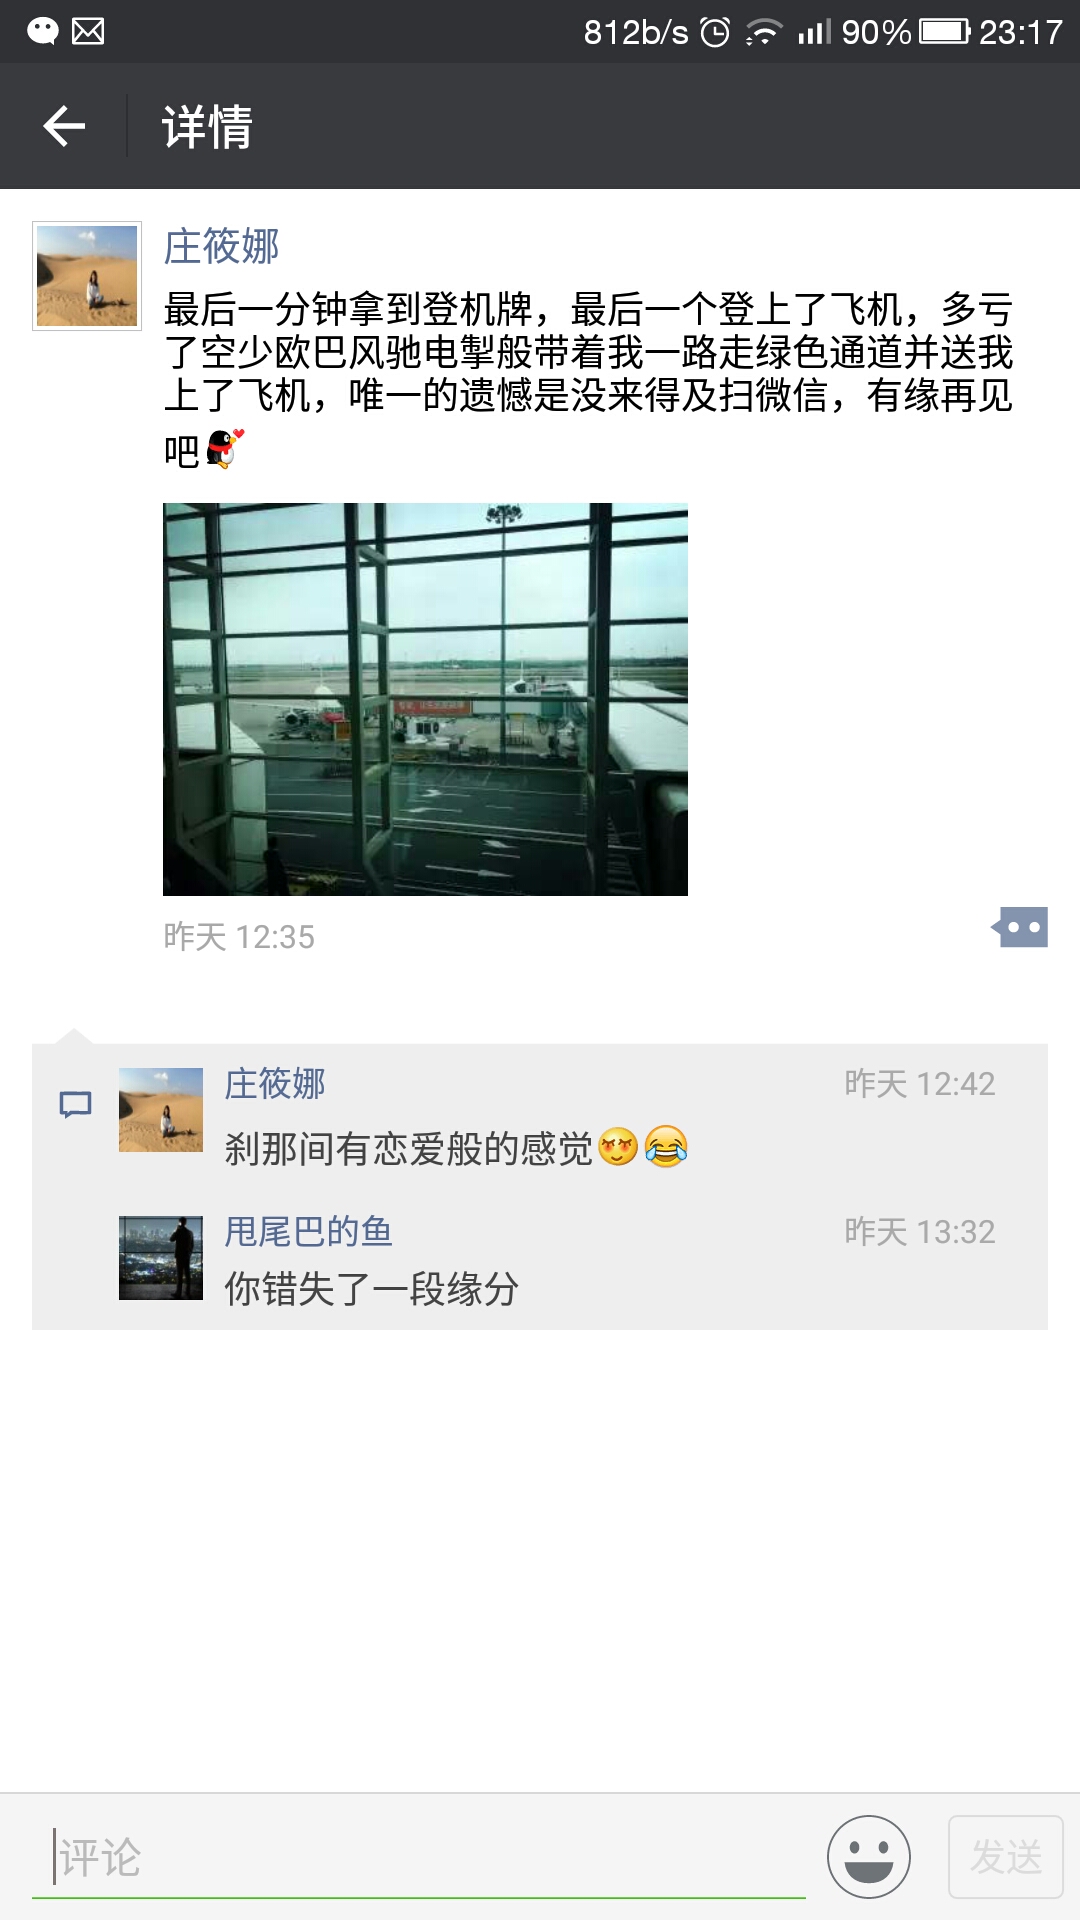 812b/s 90% 23:17
详情
庄筱娜
最后一分钟拿到登机牌，最后一个登上了飞机，多亏
了空少欧巴风驰电掣般带着我一路走绿色通道并送我
上了飞机，唯一的遗憾是没来得及扫微信，有缘再见
吧
昨天 12:35
庄筱娜 昨天 12:42
刹那间有恋爱般的感觉😏😂
甩尾巴的鱼 昨天 13:32
你错失了一段缘分
评论 发送